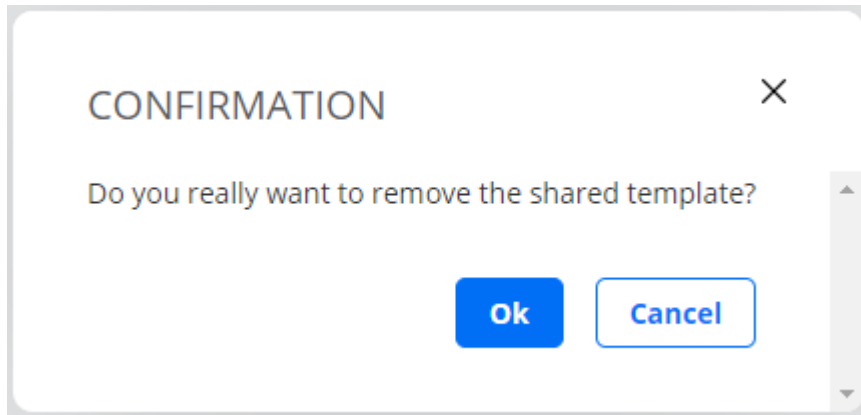 CONFIRMATION
Do you really want to remove the shared template?
Ok
Cancel